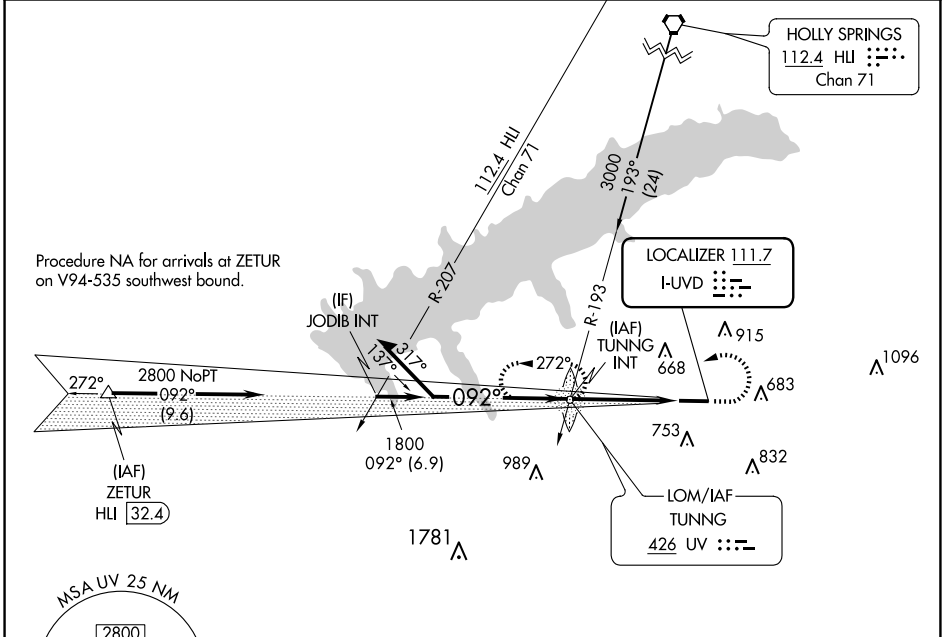 HOLLY SPRINGS
112.4 HLI
Chan 71
112.4 HLI
Chan 71
3000
193°
(24)
Procedure NA for arrivals at ZETUR
on V94-535 southwest bound.
LOCALIZER 111.7
I-UVD
R-207
R-193
(IF)
JODIB INT
(IAF)
TUNNG
INT
915
668
1096
317°
137°
272°
272°
2800 NoPT
092°
(9.6)
092°
683
1800
092° (6.9)
753
989
832
(IAF)
ZETUR
HLI 32.4
LOM/IAF
TUNNG
426 UV
1781
MSA UV 25 NM
2800